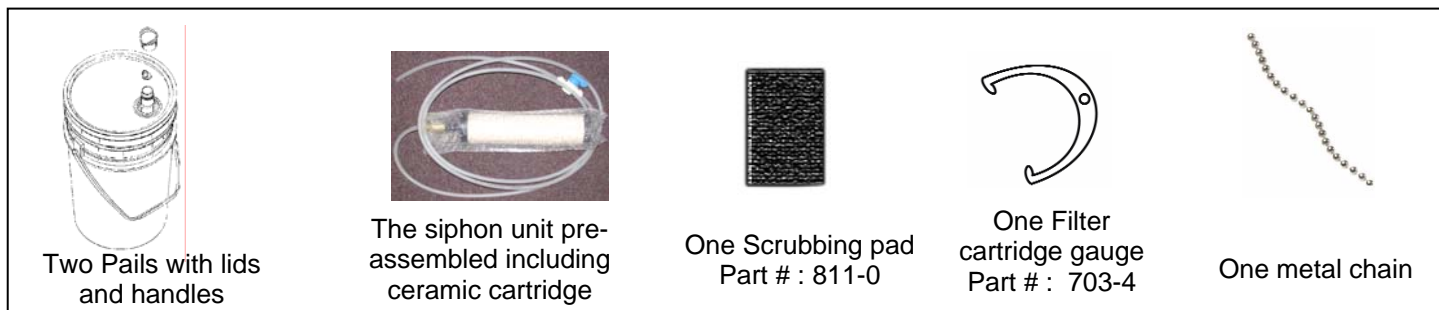 Two Pails with lids
and handles
The siphon unit pre-
assembled including
ceramic cartridge
One Scrubbing pad
Part # : 811-0
One Filter
cartridge gauge
Part # :  703-4
One metal chain